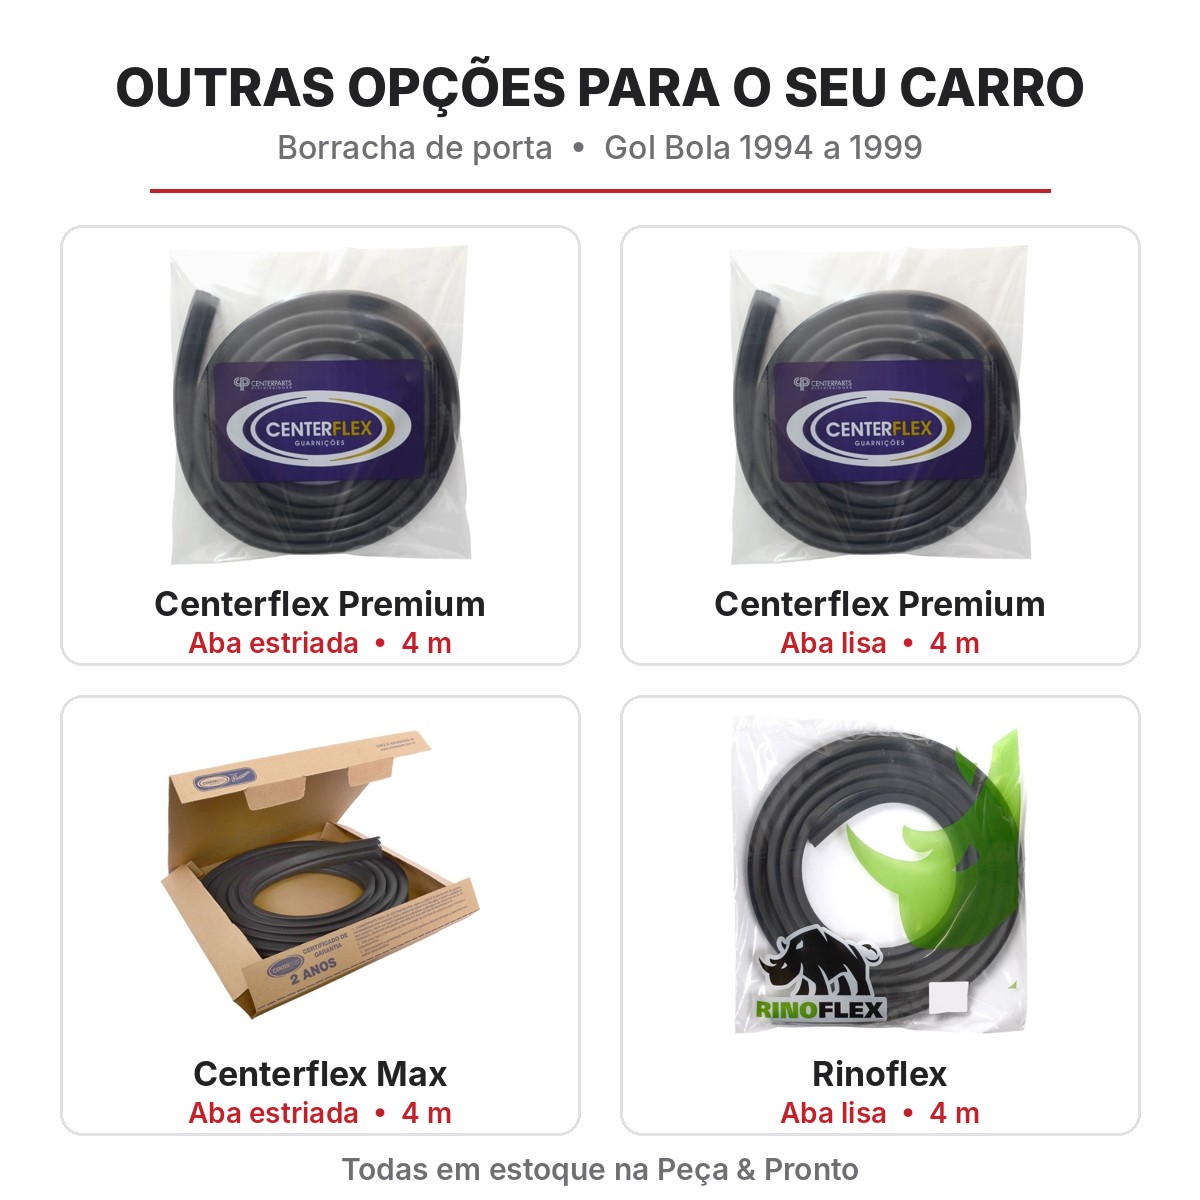 OUTRAS OPÇÕES PARA O SEU CARRO
Borracha de porta • Gol Bola 1994 a 1999
CENTERPARTS
DISTRIBUIDORA
CENTERFLEX
GUARNIÇÕES
Centerflex Premium
Aba estriada • 4 m
CENTERPARTS
DISTRIBUIDORA
CENTERFLEX
GUARNIÇÕES
Centerflex Premium
Aba lisa • 4 m
CERTIFICADO DE
GARANTIA
2 ANOS
Centerflex Max
Aba estriada • 4 m
RINOFLEX
Rinoflex
Aba lisa • 4 m
Todas em estoque na Peça & Pronto